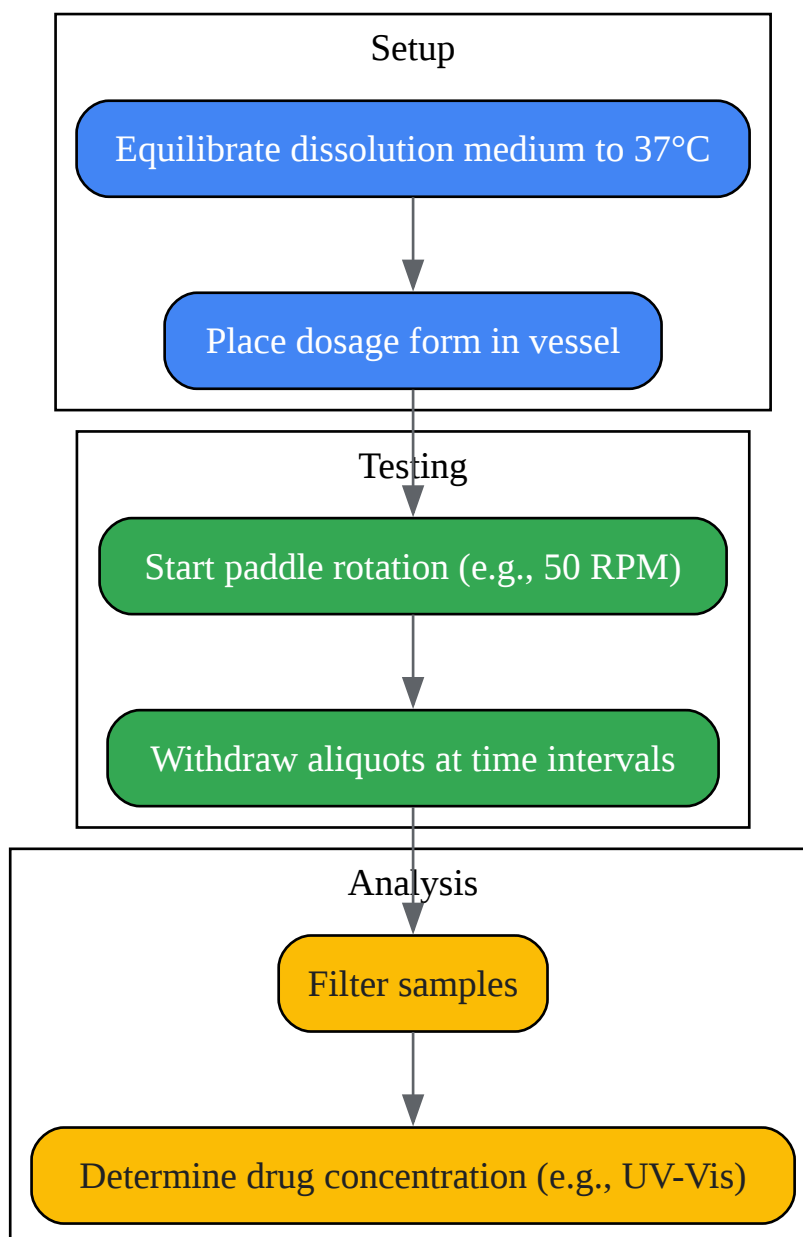 Setup
Equilibrate dissolution medium to 37°C
Place dosage form in vessel
Testing
Start paddle rotation (e.g., 50 RPM)
Withdraw aliquots at time intervals
Analysis
Filter samples
Determine drug concentration (e.g., UV-Vis)